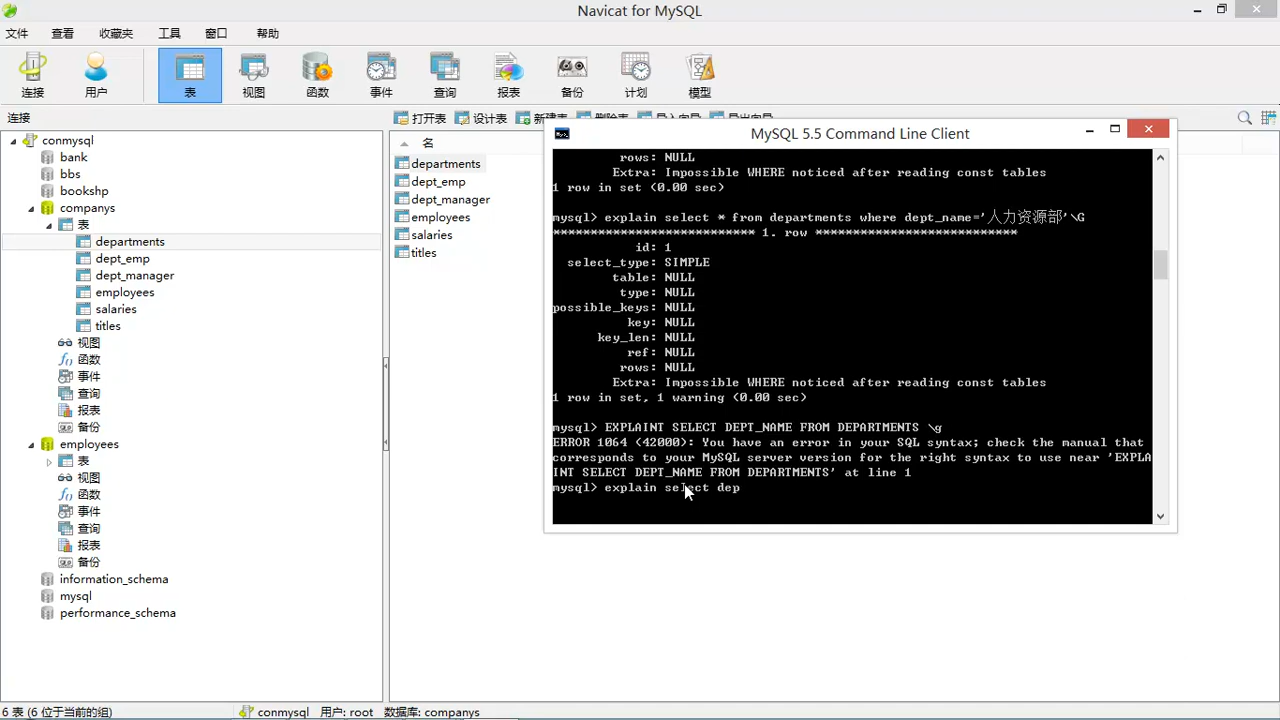 Navicat for MySQL
文件 查看 收藏夹 工具 窗口 帮助
连接 用户 表 视图 函数 事件 查询 报表 备份 计划 模型
连接
打开表 设计表 新建表 删除表 导入向导 导出向导
conmysql
bank
bbs
bookshp
companys
表
departments
dept_emp
dept_manager
employees
salaries
titles
视图
函数
事件
查询
报表
备份
employees
表
视图
函数
事件
查询
报表
备份
information_schema
mysql
performance_schema
名
departments
dept_emp
dept_manager
employees
salaries
titles
MySQL 5.5 Command Line Client
rows: NULL
Extra: Impossible WHERE noticed after reading const tables
1 row in set (0.00 sec)
mysql> explain select * from departments where dept_name='人力资源部'\G
*************************** 1. row ***************************
id: 1
select_type: SIMPLE
table: NULL
type: NULL
possible_keys: NULL
key: NULL
key_len: NULL
ref: NULL
rows: NULL
Extra: Impossible WHERE noticed after reading const tables
1 row in set, 1 warning (0.00 sec)
mysql> EXPLAINT SELECT DEPT_NAME FROM DEPARTMENTS \g
ERROR 1064 (42000): You have an error in your SQL syntax; check the manual that
corresponds to your MySQL server version for the right syntax to use near 'EXPLA
INT SELECT DEPT_NAME FROM DEPARTMENTS' at line 1
mysql> explain select dep
6 表 (6 位于当前的组) conmysql 用户: root 数据库: companys